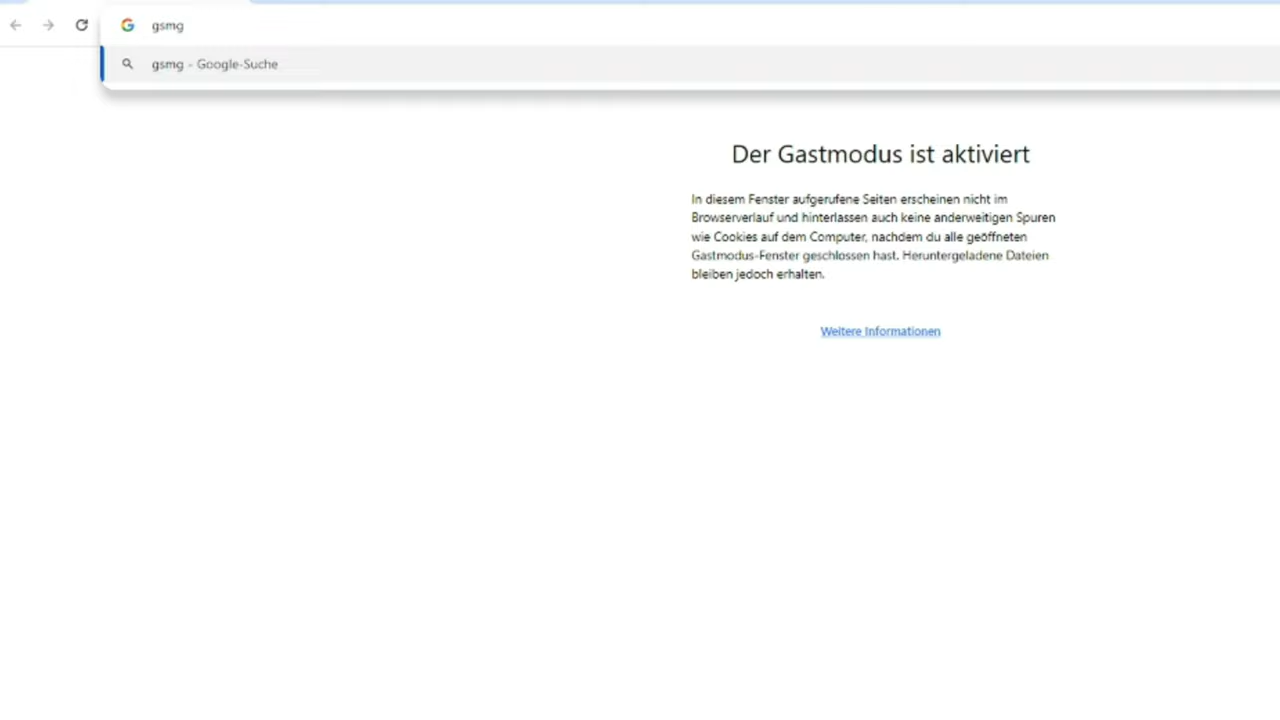 gsmg
gsmg - Google-Suche
Der Gastmodus ist aktiviert
In diesem Fenster aufgerufene Seiten erscheinen nicht im
Browserverlauf und hinterlassen auch keine anderweitigen Spuren
wie Cookies auf dem Computer, nachdem du alle geöffneten
Gastmodus-Fenster geschlossen hast. Heruntergeladene Dateien
bleiben jedoch erhalten.
Weitere Informationen